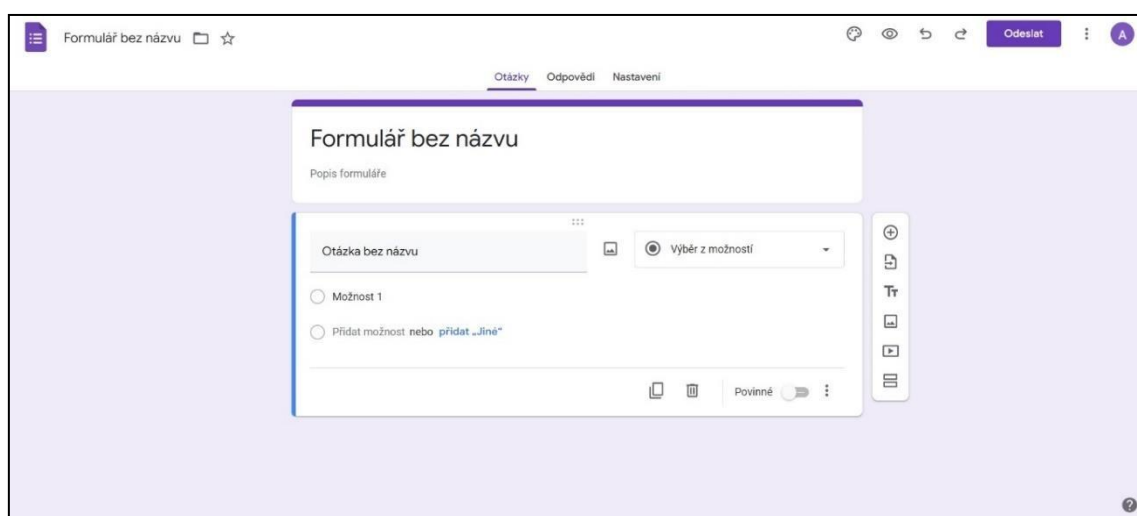 Formulář bez názvu
Odeslat
A
Otázky Odpovědi Nastavení
Formulář bez názvu
Popis formuláře
Otázka bez názvu
Výběr z možností
Možnost 1
Přidat možnost nebo přidat „Jiné“
Povinné